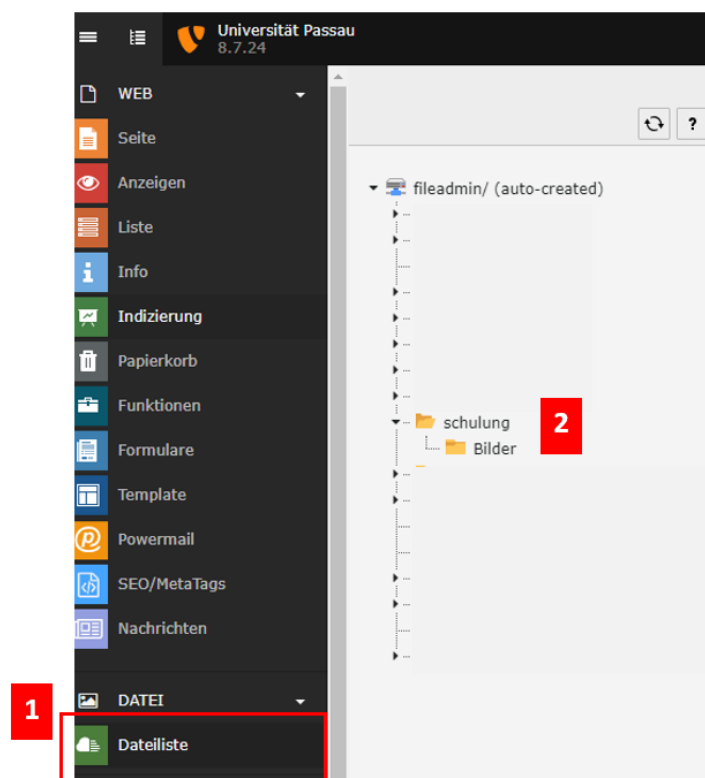 Universität Passau
8.7.24
WEB
Seite
Anzeigen
Liste
Info
Indizierung
Papierkorb
Funktionen
Formulare
Template
Powermail
SEO/MetaTags
Nachrichten
1
DATEI
Dateiliste
?
fileadmin/ (auto-created)
schulung
2
Bilder